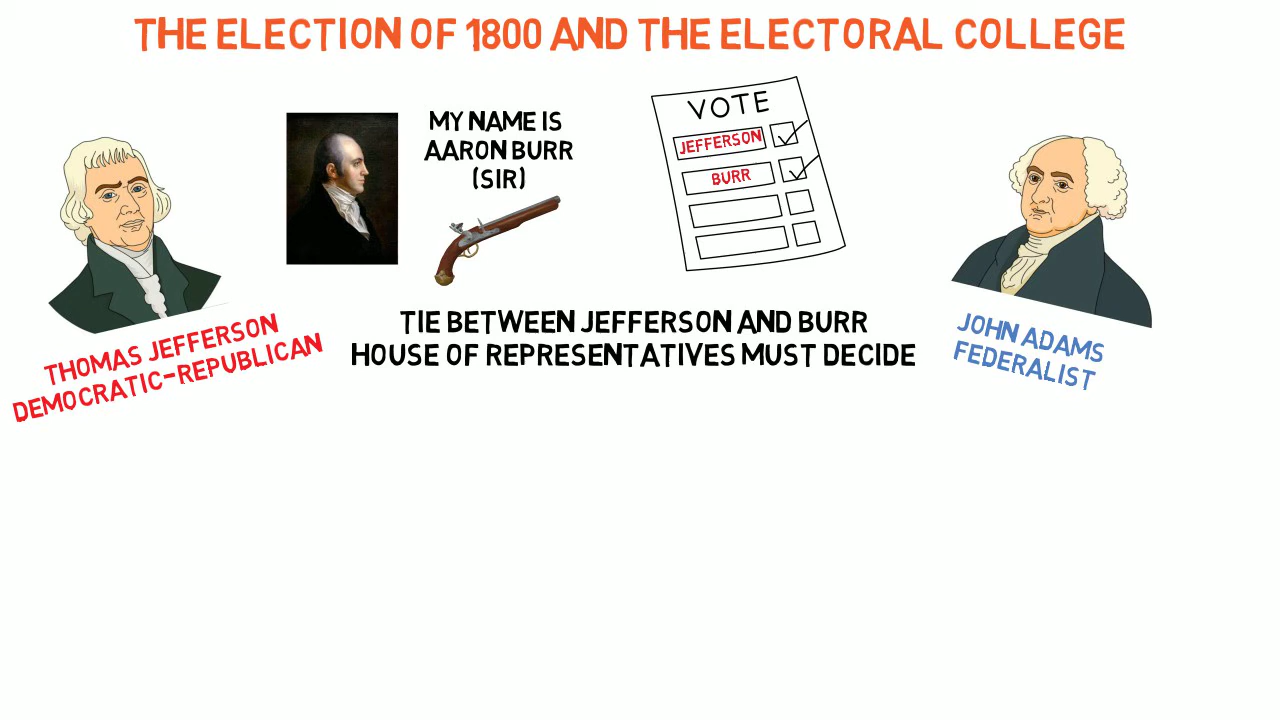 THE ELECTION OF 1800 AND THE ELECTORAL COLLEGE
MY NAME IS
AARON BURR
(SIR)
VOTE
JEFFERSON
BURR
THOMAS JEFFERSON
DEMOCRATIC-REPUBLICAN
TIE BETWEEN JEFFERSON AND BURR
HOUSE OF REPRESENTATIVES MUST DECIDE
JOHN ADAMS
FEDERALIST